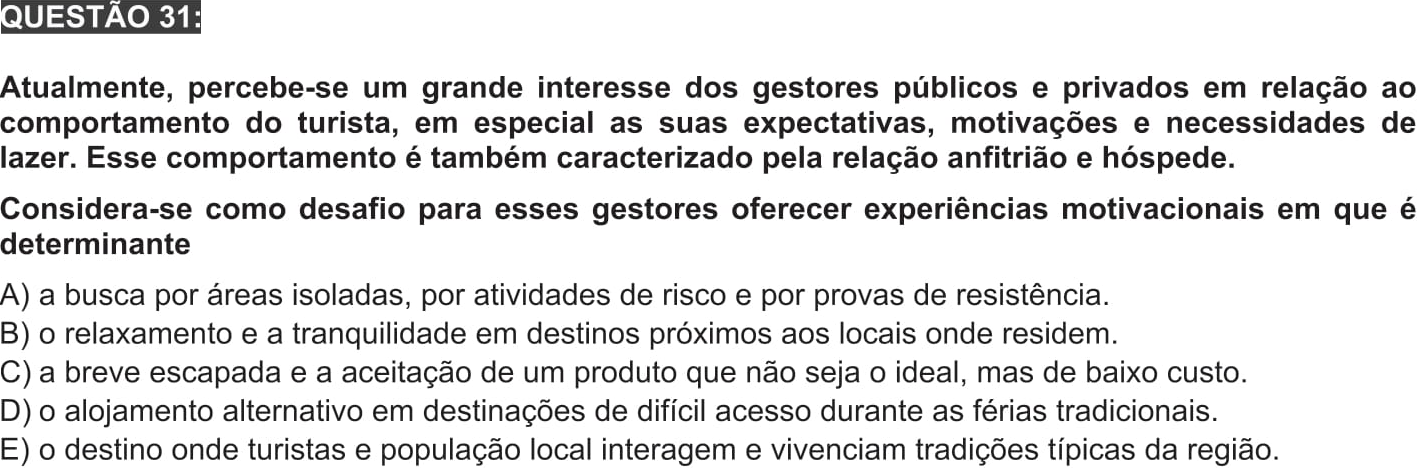 QUESTÃO 31:
Atualmente, percebe-se um grande interesse dos gestores públicos e privados em relação ao
comportamento do turista, em especial as suas expectativas, motivações e necessidades de
lazer. Esse comportamento é também caracterizado pela relação anfitrião e hóspede.
Considera-se como desafio para esses gestores oferecer experiências motivacionais em que é
determinante
A) a busca por áreas isoladas, por atividades de risco e por provas de resistência.
B) o relaxamento e a tranquilidade em destinos próximos aos locais onde residem.
C) a breve escapada e a aceitação de um produto que não seja o ideal, mas de baixo custo.
D) o alojamento alternativo em destinações de difícil acesso durante as férias tradicionais.
E) o destino onde turistas e população local interagem e vivenciam tradições típicas da região.